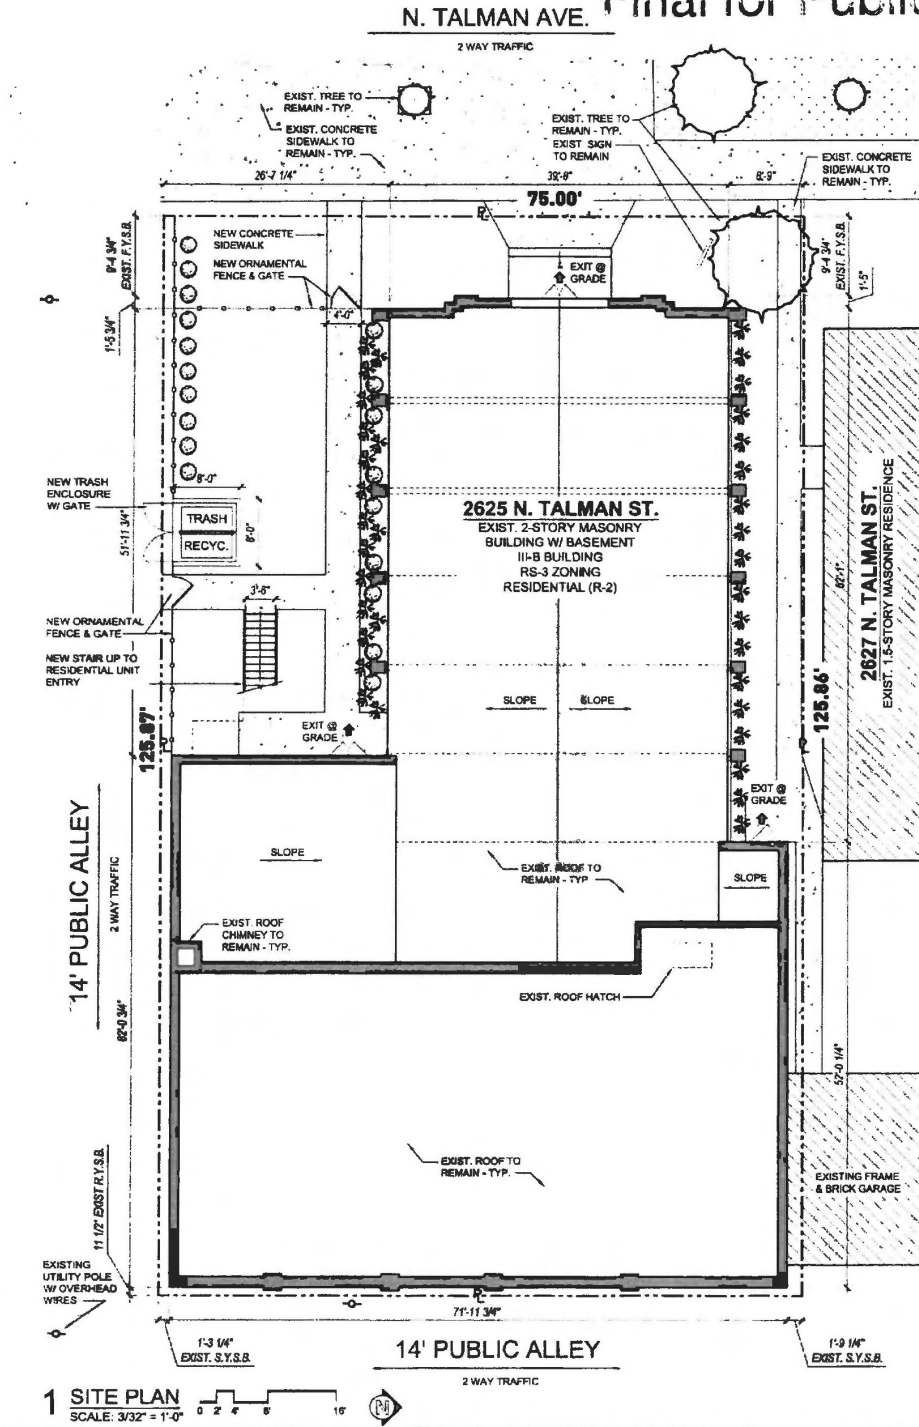 N. TALMAN AVE.
Final for Public
2 WAY TRAFFIC
EXIST. TREE TO
REMAIN - TYP.
EXIST. CONCRETE
SIDEWALK TO
REMAIN - TYP.
EXIST. TREE TO
REMAIN - TYP.
EXIST SIGN
TO REMAIN
EXIST. CONCRETE
SIDEWALK TO
REMAIN - TYP.
26'-7 1/4"
39'-8"
8'-9"
75.00'
9'-4 3/4"
EXIST. F.Y.S.B.
NEW CONCRETE
SIDEWALK
NEW ORNAMENTAL
FENCE & GATE
EXIT @
GRADE
9'-4 3/4"
EXIST. F.Y.S.B.
1'-5"
1'-5 3/4"
4'-0"
NEW TRASH
ENCLOSURE
W/ GATE
8'-0"
TRASH
RECYC.
8'-0"
51'-11 3/4"
2625 N. TALMAN ST.
EXIST. 2-STORY MASONRY
BUILDING W/ BASEMENT
III-B BUILDING
RS-3 ZONING
RESIDENTIAL (R-2)
2627 N. TALMAN ST.
EXIST. 1.5-STORY MASONRY RESIDENCE
62'-1"
3'-6"
NEW ORNAMENTAL
FENCE & GATE
NEW STAIR UP TO
RESIDENTIAL UNIT
ENTRY
SLOPE
SLOPE
125.87'
125.86'
EXIT @
GRADE
EXIT @
GRADE
14' PUBLIC ALLEY
2 WAY TRAFFIC
SLOPE
EXIST. ROOF TO
REMAIN - TYP
SLOPE
EXIST. ROOF
CHIMNEY TO
REMAIN - TYP.
EXIST. ROOF HATCH
62'-0 3/4"
52'-0 1/4"
EXIST. ROOF TO
REMAIN - TYP.
EXISTING FRAME
& BRICK GARAGE
11 1/2" EXIST R.Y.S.B.
EXISTING
UTILITY POLE
W/ OVERHEAD
WIRES
71'-11 3/4"
1'-3 1/4"
EXIST. S.Y.S.B.
14' PUBLIC ALLEY
2 WAY TRAFFIC
1'-9 1/4"
EXIST. S.Y.S.B.
1 SITE PLAN
SCALE: 3/32" = 1'-0"
0 2' 4' 8' 16'
N